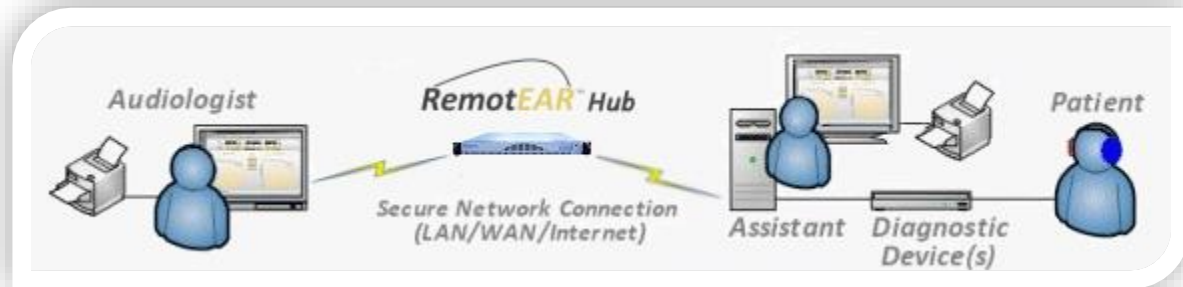 Audiologist
RemotEAR™ Hub
Patient
Secure Network Connection
(LAN/WAN/Internet)
Assistant
Diagnostic
Device(s)